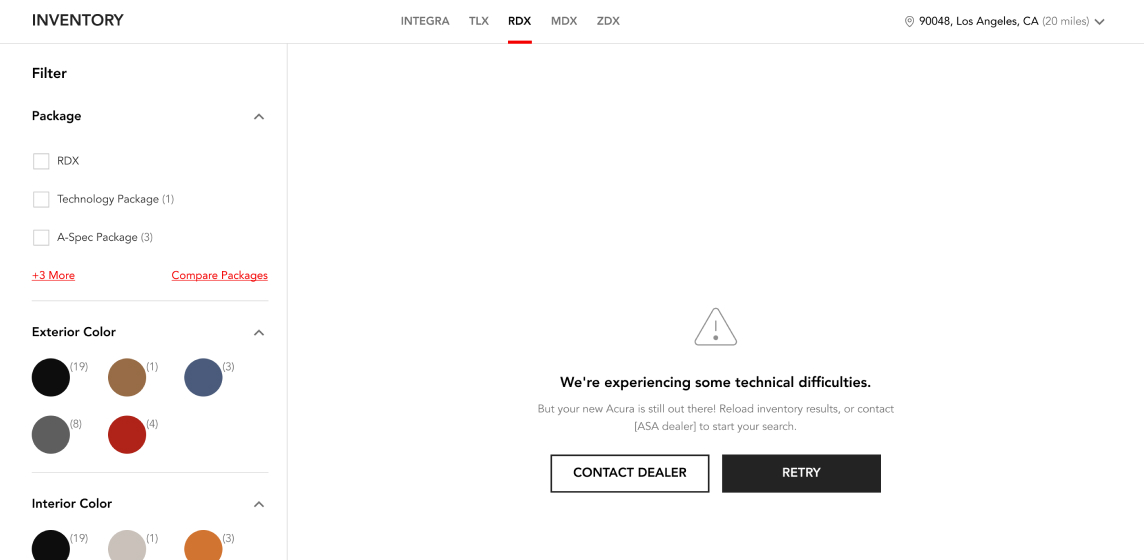 INVENTORY
INTEGRA TLX RDX MDX ZDX
90048, Los Angeles, CA (20 miles)
Filter
Package
RDX
Technology Package (1)
A-Spec Package (3)
+3 More Compare Packages
Exterior Color
(19) (1) (3)
(8) (4)
Interior Color
(19) (1) (3)
We're experiencing some technical difficulties.
But your new Acura is still out there! Reload inventory results, or contact
[ASA dealer] to start your search.
CONTACT DEALER RETRY